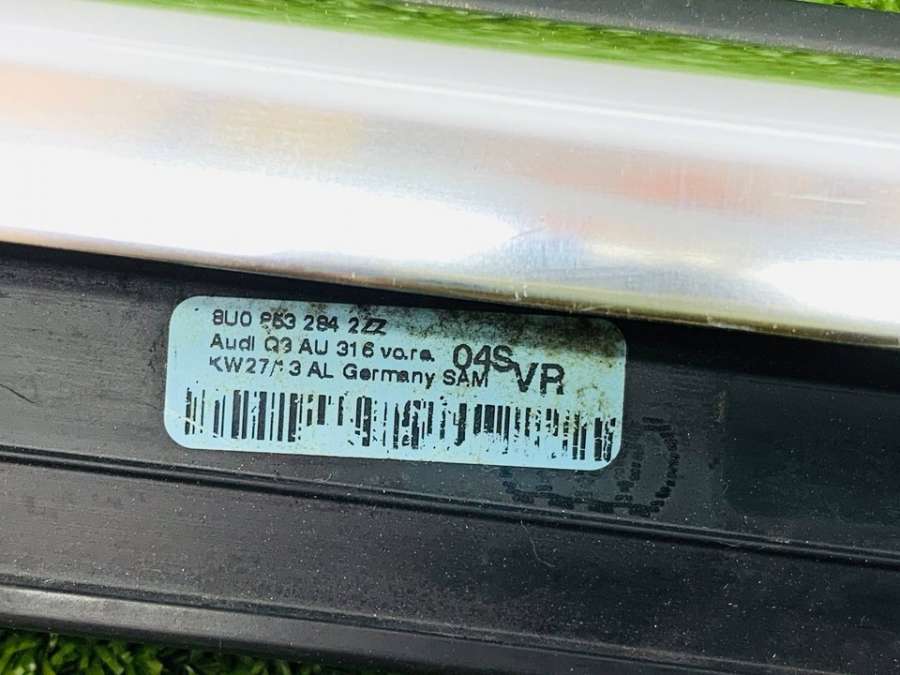 8U0 853 284 2ZZ
Audi Q3 AU 316 vo.re.
KW27/13 AL Germany SAM
04S
VR